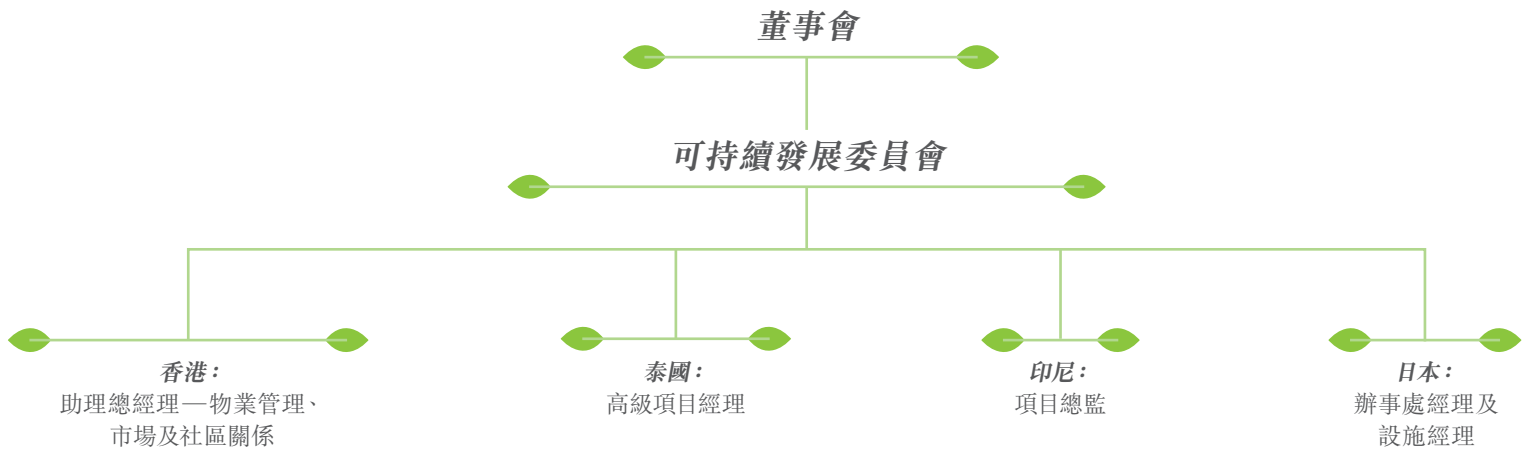 董事會
可持續發展委員會
香港：
助理總經理—物業管理、
市場及社區關係
泰國：
高級項目經理
印尼：
項目總監
日本：
辦事處經理及
設施經理